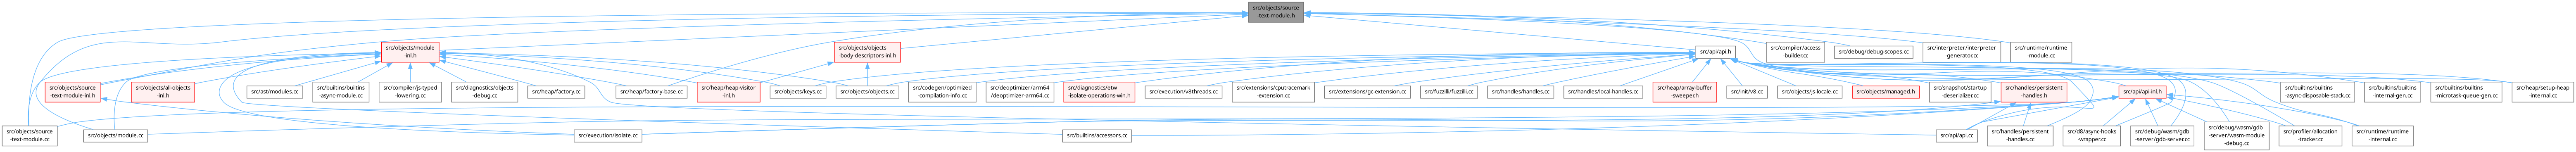 src/objects/source
-text-module.h
src/objects/module
-inl.h
src/objects/objects
-body-descriptors-inl.h
src/api/api.h
src/compiler/access
-builder.cc
src/debug/debug-scopes.cc
src/interpreter/interpreter
-generator.cc
src/runtime/runtime
-module.cc
src/objects/source
-text-module-inl.h
src/objects/all-objects
-inl.h
src/ast/modules.cc
src/builtins/builtins
-async-module.cc
src/compiler/js-typed
-lowering.cc
src/diagnostics/objects
-debug.cc
src/heap/factory.cc
src/heap/factory-base.cc
src/heap/heap-visitor
-inl.h
src/objects/keys.cc
src/objects/objects.cc
src/codegen/optimized
-compilation-info.cc
src/deoptimizer/arm64
/deoptimizer-arm64.cc
src/diagnostics/etw
-isolate-operations-win.h
src/execution/v8threads.cc
src/extensions/cputracemark
-extension.cc
src/extensions/gc-extension.cc
src/fuzzilli/fuzzilli.cc
src/handles/handles.cc
src/handles/local-handles.cc
src/heap/array-buffer
-sweeper.h
src/init/v8.cc
src/objects/js-locale.cc
src/objects/managed.h
src/snapshot/startup
-deserializer.cc
src/handles/persistent
-handles.h
src/api/api-inl.h
src/builtins/builtins
-async-disposable-stack.cc
src/builtins/builtins
-internal-gen.cc
src/builtins/builtins
-microtask-queue-gen.cc
src/heap/setup-heap
-internal.cc
src/objects/source
-text-module.cc
src/objects/module.cc
src/execution/isolate.cc
src/builtins/accessors.cc
src/api/api.cc
src/handles/persistent
-handles.cc
src/d8/async-hooks
-wrapper.cc
src/debug/wasm/gdb
-server/gdb-server.cc
src/debug/wasm/gdb
-server/wasm-module
-debug.cc
src/profiler/allocation
-tracker.cc
src/runtime/runtime
-internal.cc